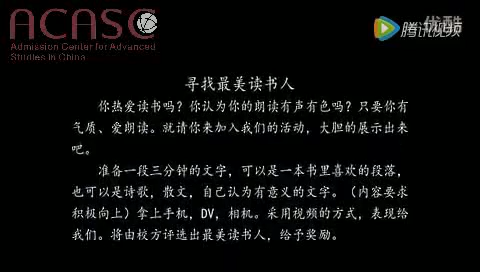 ACASC
Admission Center for Advanced
Studies in China
优酷
腾讯视频
寻找最美读书人
你热爱读书吗？你认为你的朗读有声有色吗？只要你有
气质、爱朗读。就请你来加入我们的活动，大胆的展示出来
吧。
准备一段三分钟的文字，可以是一本书里喜欢的段落，
也可以是诗歌，散文，自己认为有意义的文字。（内容要求
积极向上）拿上手机，DV，相机。采用视频的方式，表现给
我们。将由校方评选出最美读书人，给予奖励。